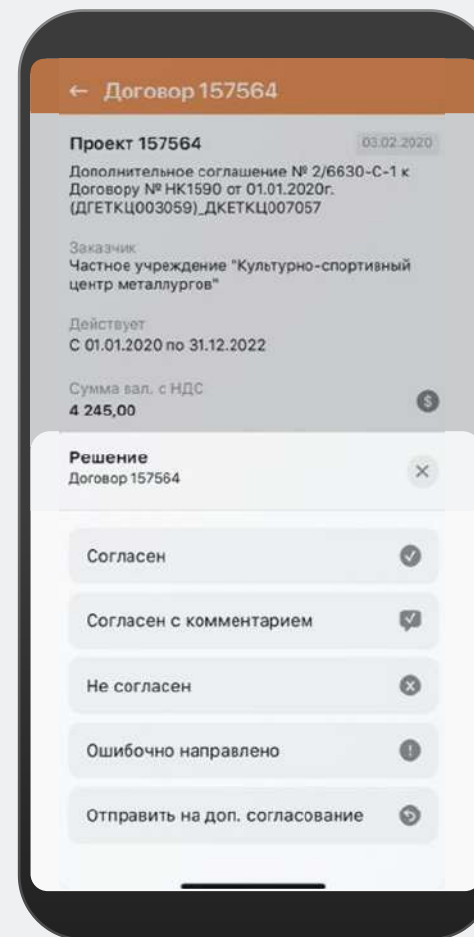 ← Договор 157564
Проект 157564 03.02.2020
Дополнительное соглашение № 2/6630-С-1 к
Договору № НК1590 от 01.01.2020г.
(ДГЕТКЦ003059)_ДКЕТКЦ007057
Заказчик
Частное учреждение "Культурно-спортивный
центр металлургов"
Действует
С 01.01.2020 по 31.12.2022
Сумма вал. с НДС
4 245,00 $
Решение
Договор 157564
Согласен
Согласен с комментарием
Не согласен
Ошибочно направлено
Отправить на доп. согласование